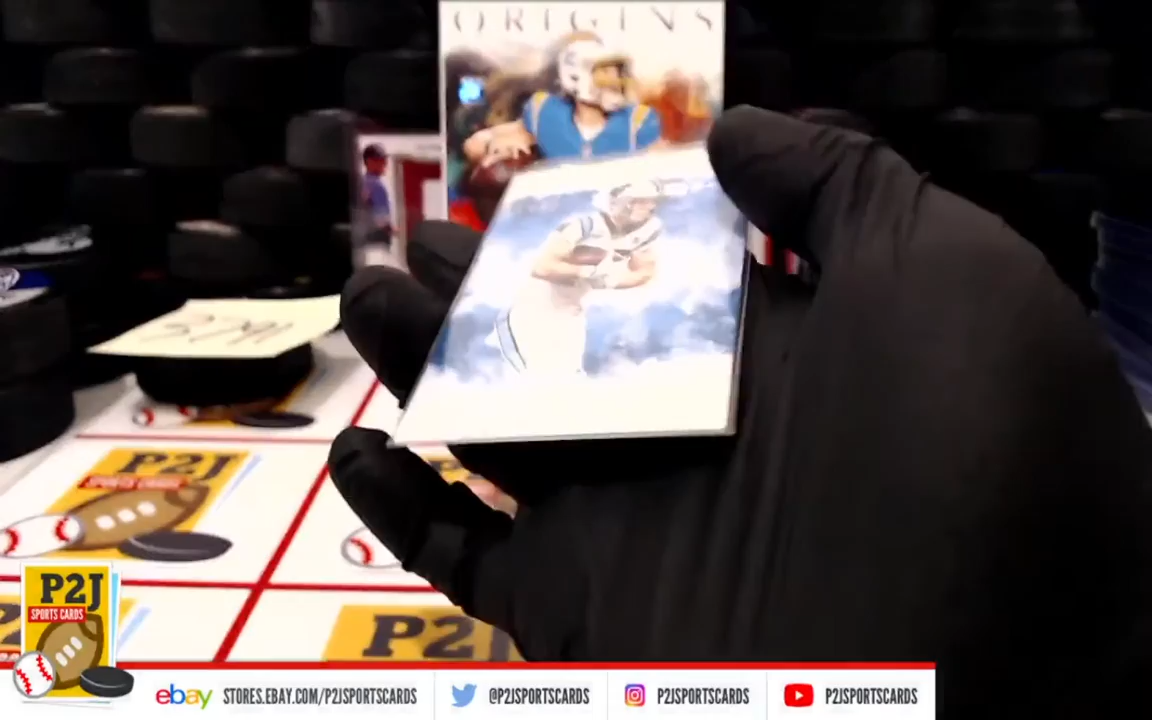 ORIGINS
P2J
SPORTS CARDS
P2J
P2J
SPORTS CARDS
ebay STORES.EBAY.COM/P2JSPORTSCARDS
@P2JSPORTSCARDS
P2JSPORTSCARDS
P2JSPORTSCARDS